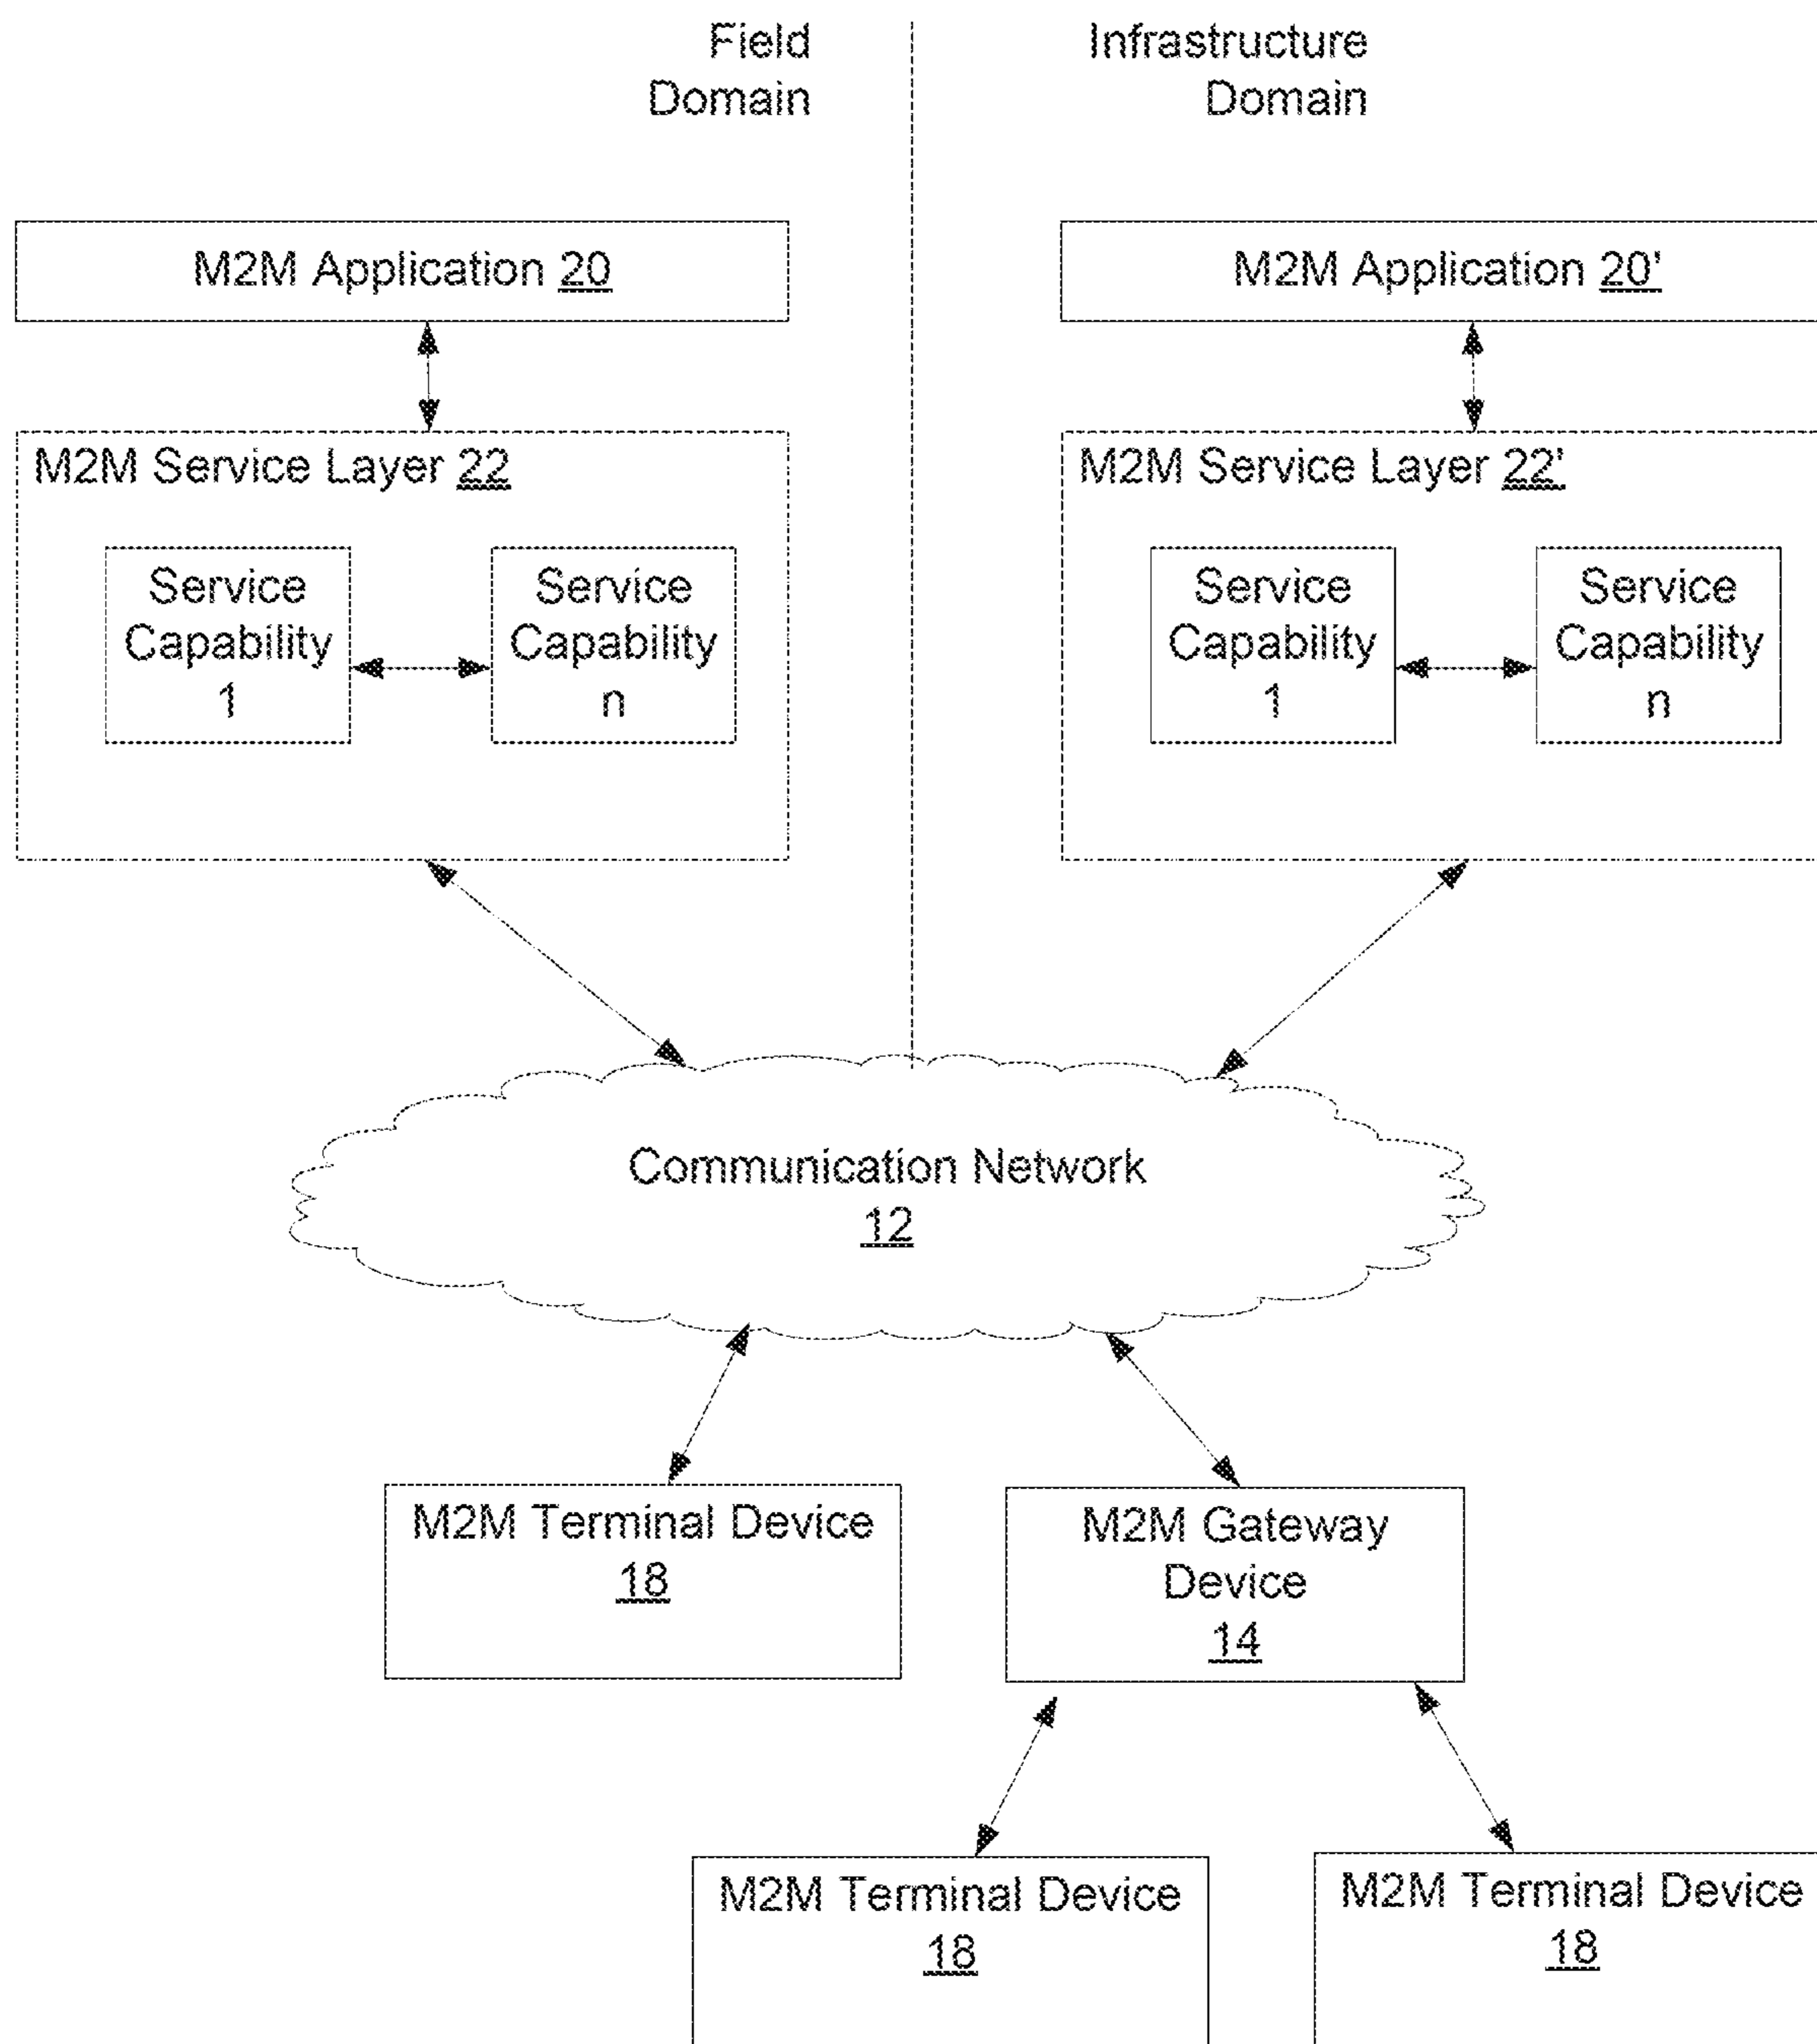 Field
Domain
Infrastructure
Domain
M2M Application 20
M2M Application 20'
M2M Service Layer 22
M2M Service Layer 22'
Service
Capability
1
Service
Capability
n
Service
Capability
1
Service
Capability
n
Communication Network
12
M2M Terminal Device
18
M2M Gateway
Device
14
M2M Terminal Device
18
M2M Terminal Device
18